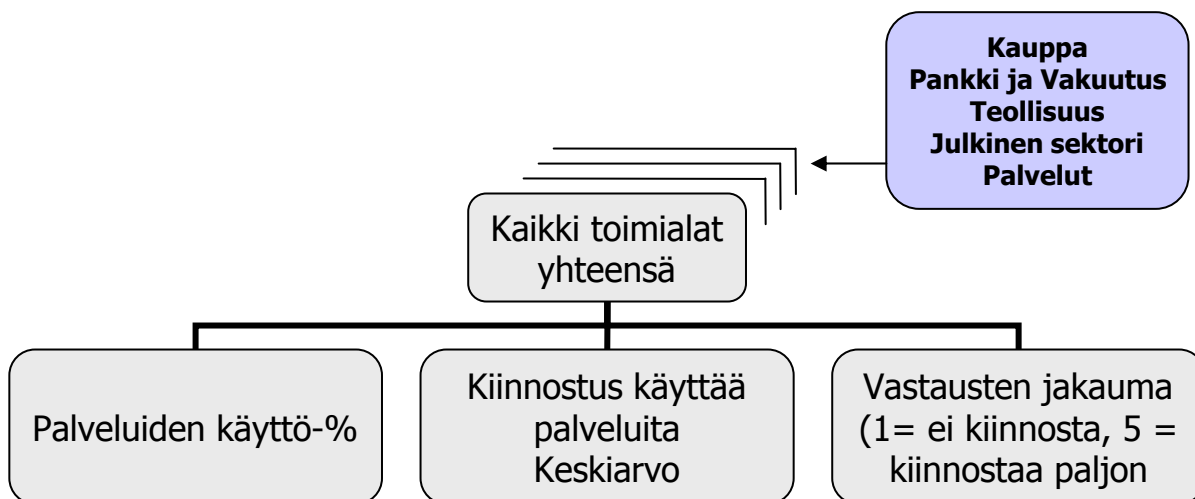 Kauppa
Pankki ja Vakuutus
Teollisuus
Julkinen sektori
Palvelut
Kaikki toimialat
yhteensä
Palveluiden käyttö-%
Kiinnostus käyttää
palveluita
Keskiarvo
Vastausten jakauma
(1= ei kiinnosta, 5 =
kiinnostaa paljon